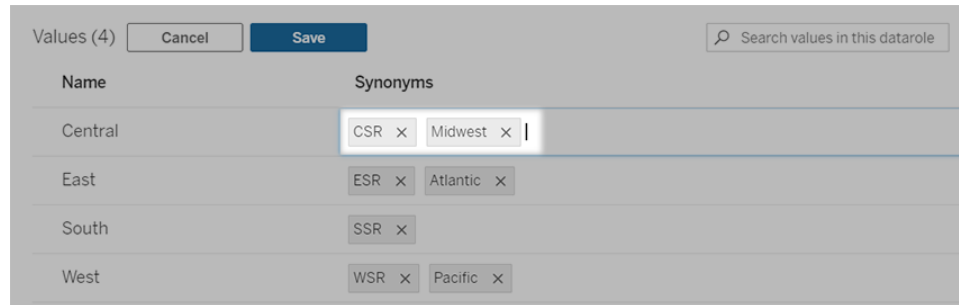 Values (4) Cancel Save Search values in this datarole
Name Synonyms
Central CSR × Midwest ×
East ESR × Atlantic ×
South SSR ×
West WSR × Pacific ×